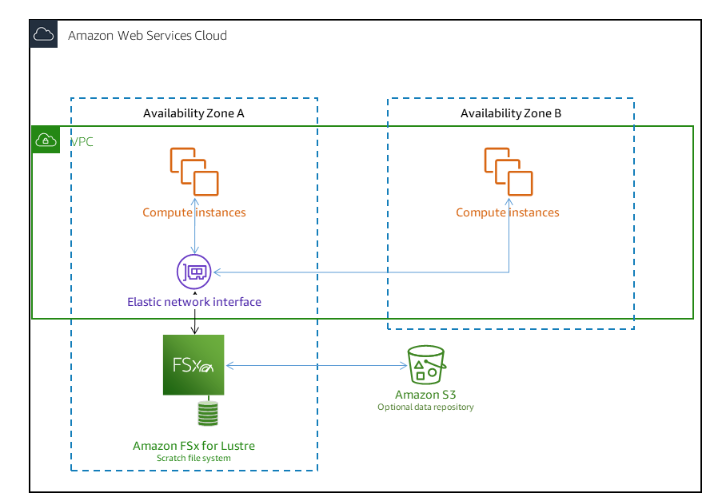 Amazon Web Services Cloud
Availability Zone A
Availability Zone B
VPC
Compute instances
Compute instances
Elastic network interface
FSx
Amazon S3
Optional data repository
Amazon FSx for Lustre
Scratch file system